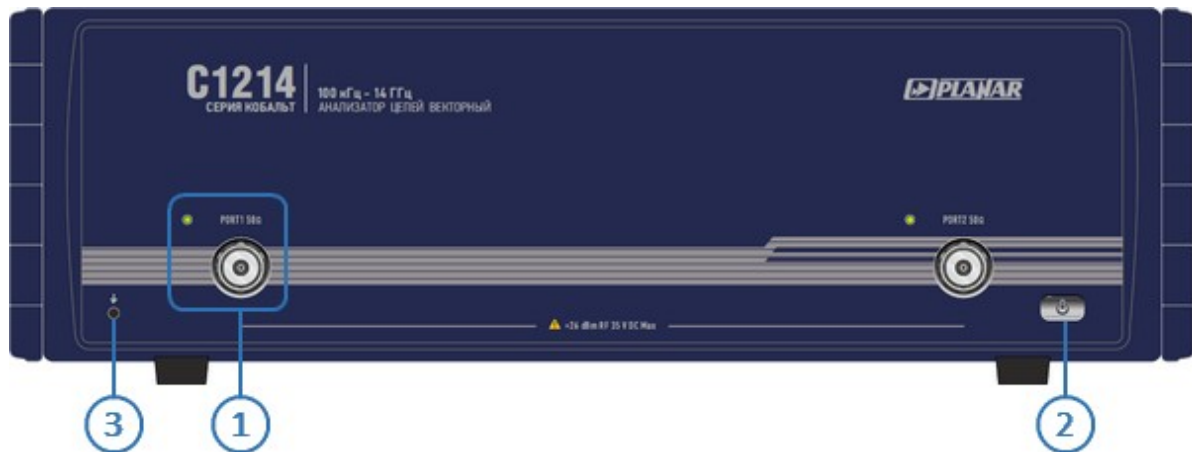 C1214
СЕРИЯ КОБАЛЬТ
100 кГц - 14 ГГц
АНАЛИЗАТОР ЦЕПЕЙ ВЕКТОРНЫЙ
PLANAR
PORT1 50Ω
PORT2 50Ω
+26 dBm RF 35 V DC Max
3
1
2